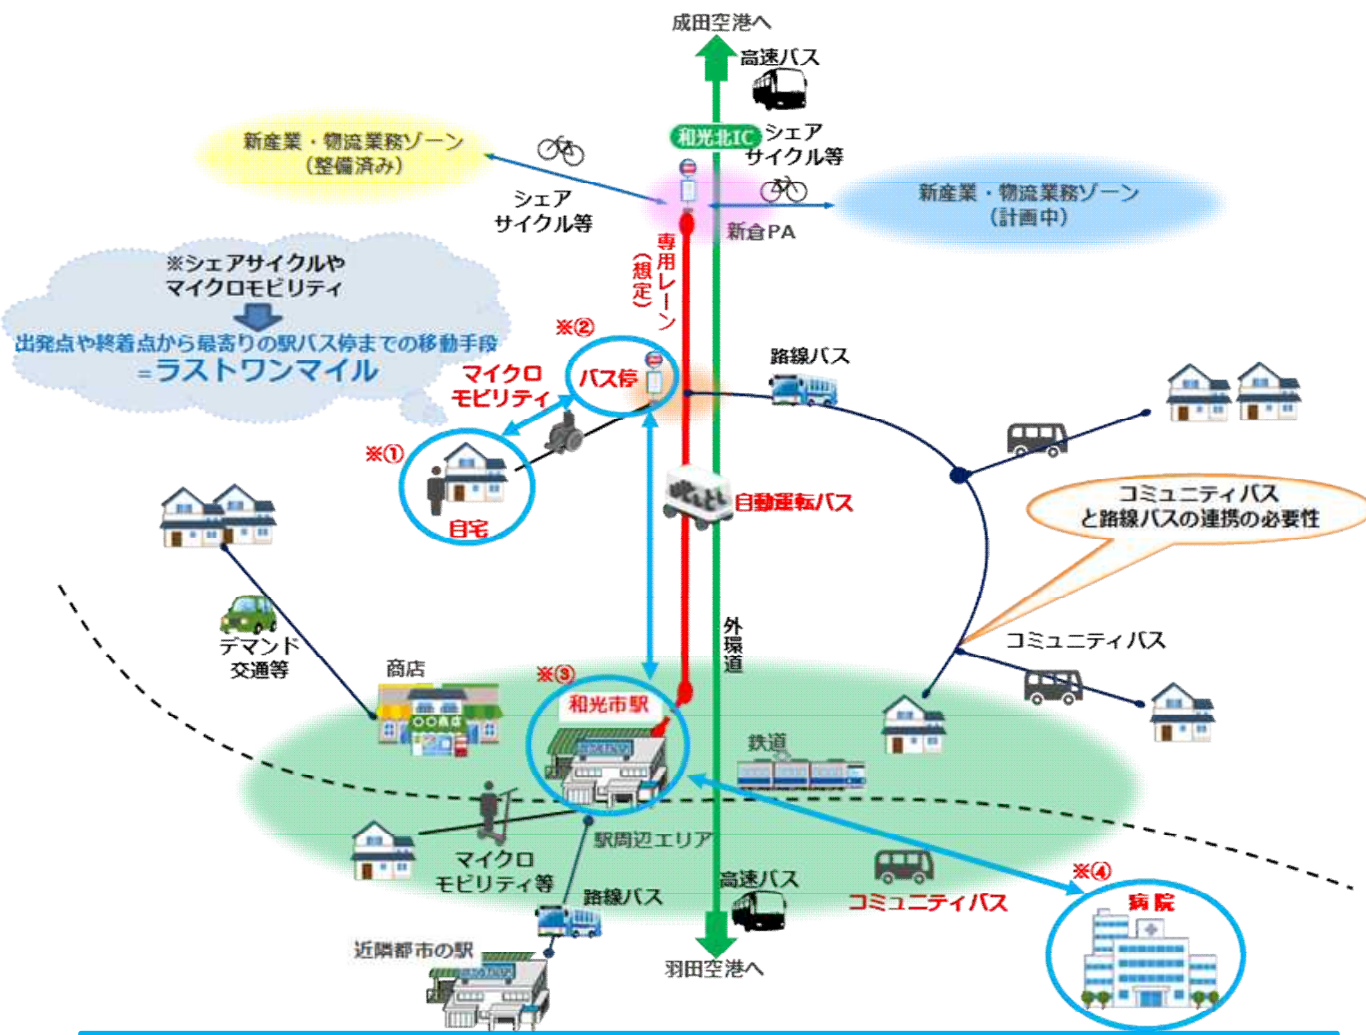 成田空港へ
高速バス
和光北IC
シェア
サイクル等
新産業・物流業務ゾーン
（整備済み）
シェア
サイクル等
新産業・物流業務ゾーン
（計画中）
新倉PA
専用レーン
（想定）
※シェアサイクルや
マイクロモビリティ
出発点や終着点から最寄りの駅バス停までの移動手段
=ラストワンマイル
※②
バス停
マイクロ
モビリティ
路線バス
※①
自宅
自動運転バス
コミュニティバス
と路線バスの連携の必要性
デマンド
交通等
外環道
コミュニティバス
商店
〇〇商店
※③
和光市駅
鉄道
駅周辺エリア
マイクロ
モビリティ等
路線バス
高速バス
コミュニティバス
※④
病院
近隣都市の駅
羽田空港へ